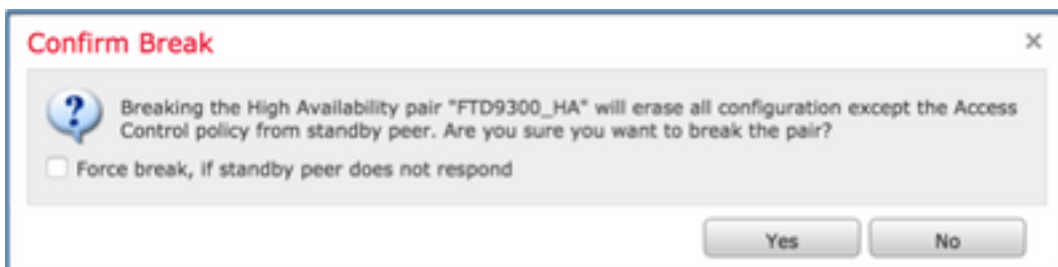 Confirm Break
Breaking the High Availability pair "FTD9300_HA" will erase all configuration except the Access
Control policy from standby peer. Are you sure you want to break the pair?
Force break, if standby peer does not respond
Yes
No